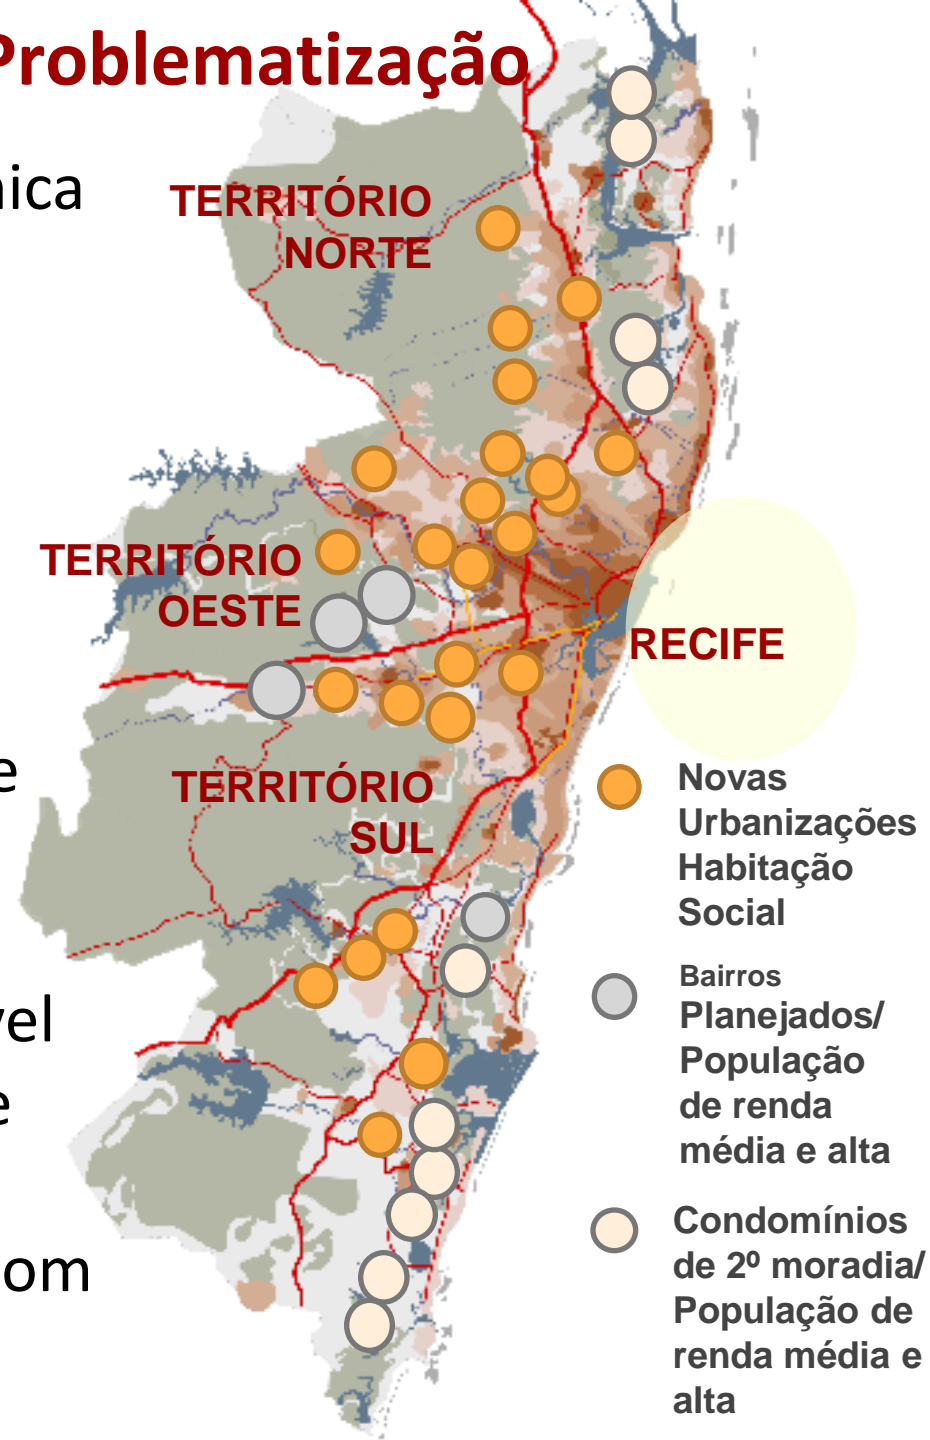 Problematização
nica
TERRITÓRIO
NORTE
TERRITÓRIO
OESTE
RECIFE
e
TERRITÓRIO
SUL
Novas
Urbanizações
Habitação
Social
Bairros
Planejados/
População
de renda
média e alta
vel
e
Condomínios
de 2º moradia/
População de
renda média e
alta
om